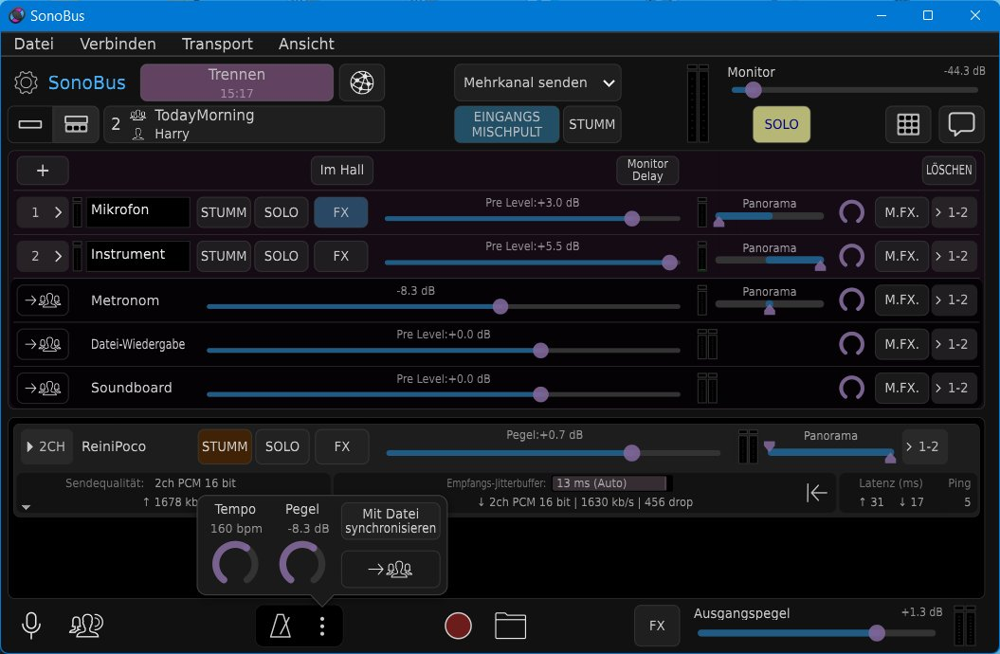 SonoBus
Datei Verbinden Transport Ansicht
SonoBus
Trennen
15:17
Mehrkanal senden
Monitor
-44.3 dB
2 TodayMorning
Harry
EINGANGS
MISCHPULT
STUMM
SOLO
+ Im Hall
Monitor
Delay
LÖSCHEN
1 > Mikrofon STUMM SOLO FX Pre Level:+3.0 dB Panorama M.FX. > 1-2
2 > Instrument STUMM SOLO FX Pre Level:+5.5 dB Panorama M.FX. > 1-2
Metronom -8.3 dB Panorama M.FX. > 1-2
Datei-Wiedergabe Pre Level:+0.0 dB M.FX. > 1-2
Soundboard Pre Level:+0.0 dB M.FX. > 1-2
2CH ReiniPoco STUMM SOLO FX Pegel:+0.7 dB Panorama > 1-2
Sendequalität: 2ch PCM 16 bit
↑ 1678 kb
Empfangs-Jitterbuffer: 13 ms (Auto)
↓ 2ch PCM 16 bit | 1630 kb/s | 456 drop
Latenz (ms) Ping
↑ 31 ↓ 17 5
Tempo Pegel
160 bpm -8.3 dB
Mit Datei
synchronisieren
FX
Ausgangspegel +1.3 dB